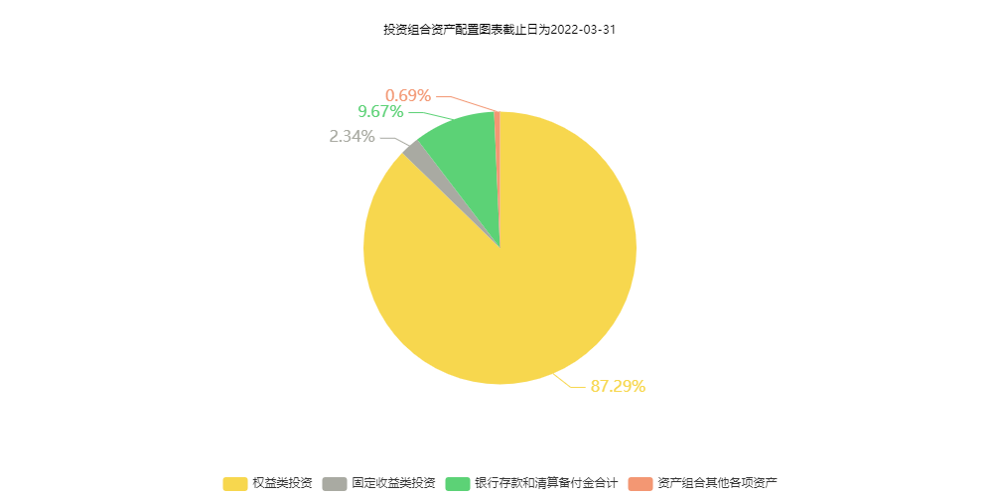 投资组合资产配置图表截止日为2022-03-31
0.69%
9.67%
2.34%
87.29%
权益类投资 固定收益类投资 银行存款和清算备付金合计 资产组合其他各项资产